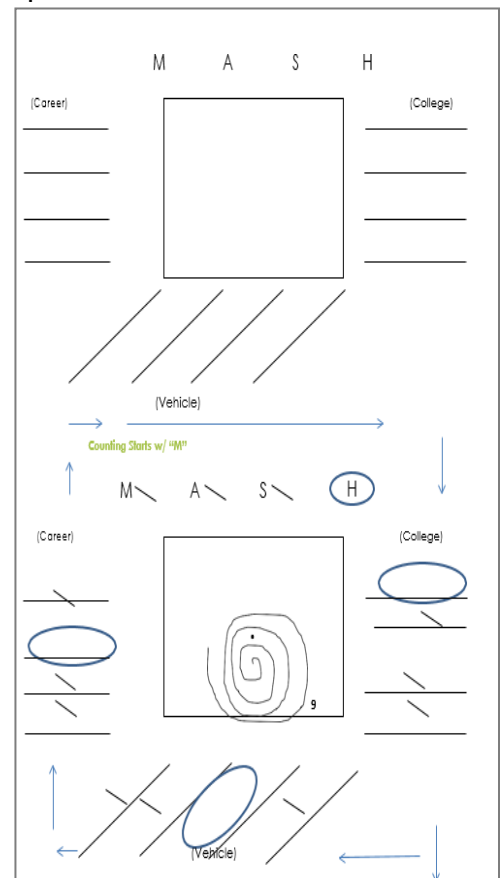 M A S H
(Career) (College)
(Vehicle)
Counting Starts w/ "M"
M A S H
(Career) (College)
9
(Vehicle)